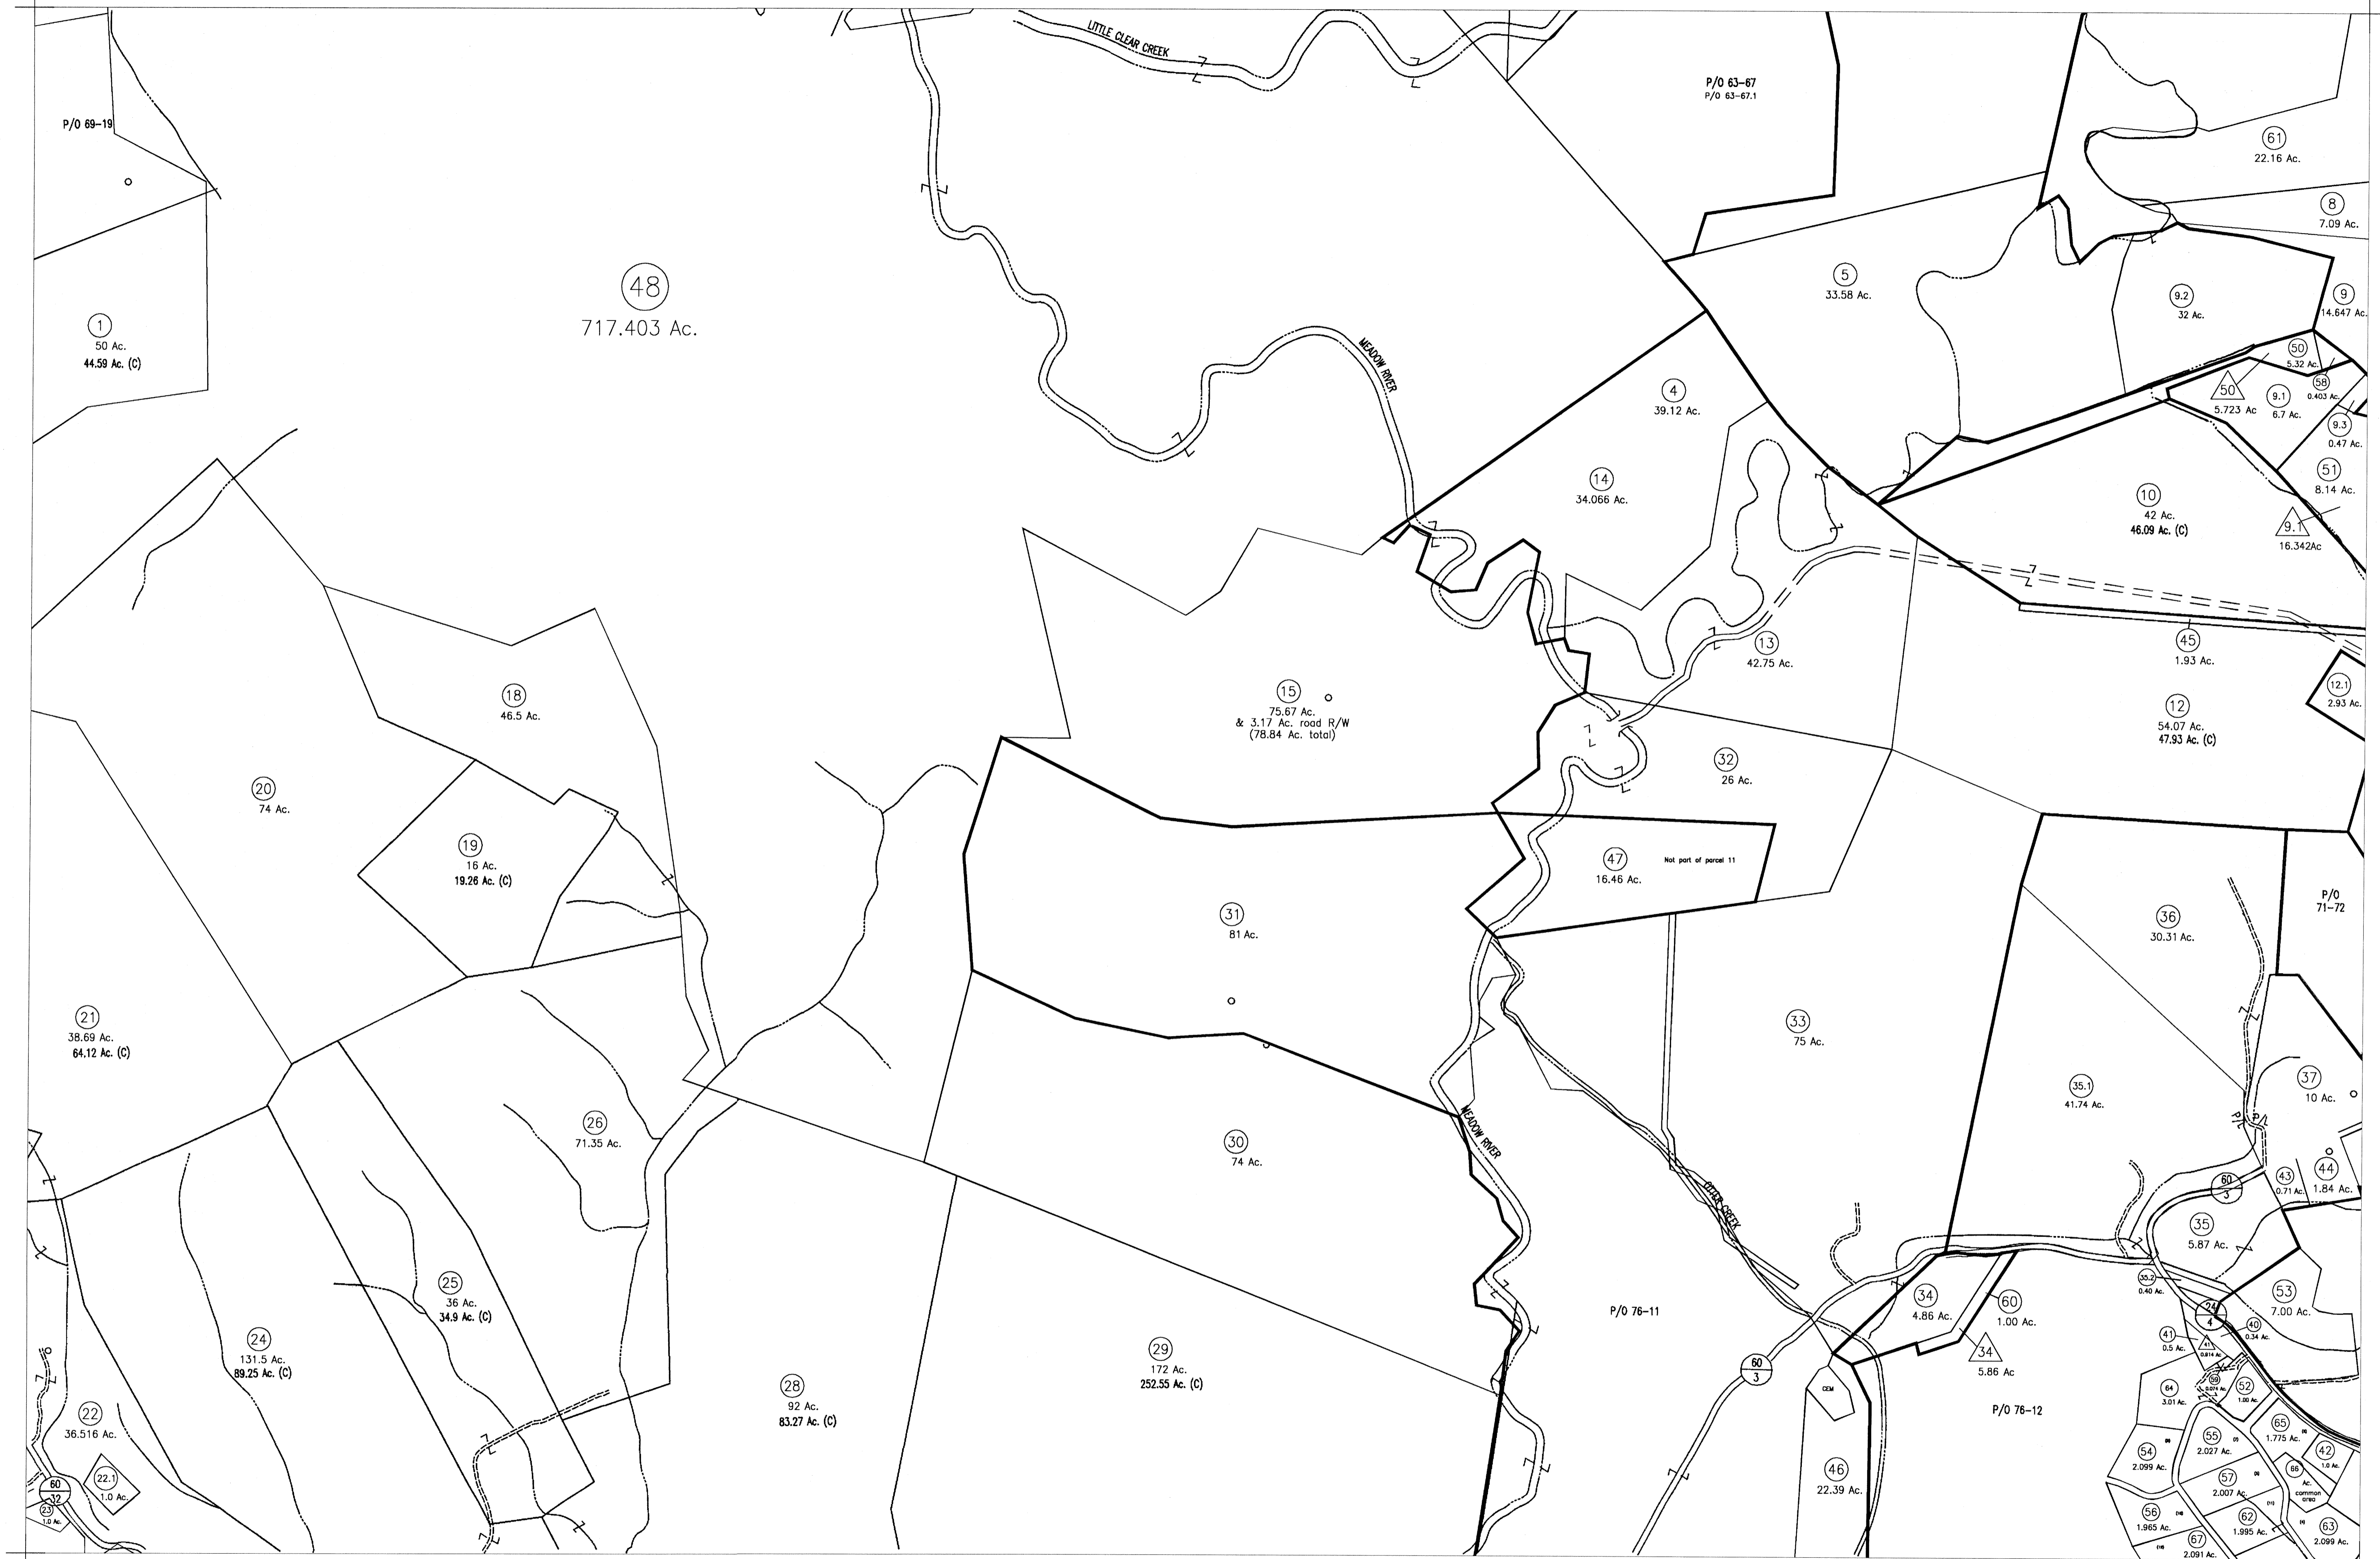 LITTLE CLEAR CREEK
P/O 63-67
P/O 63-67.1
P/O 69-19
61
22.16 Ac.
8
7.09 Ac.
48
717.403 Ac.
5
33.58 Ac.
9.2
32 Ac.
9
14.647 Ac.
1
50 Ac.
44.59 Ac. (C)
MEADOW RIVER
50
5.32 Ac.
58
0.403 Ac.
50
5.723 Ac
9.1
6.7 Ac.
9.3
0.47 Ac.
4
39.12 Ac.
14
34.066 Ac.
51
8.14 Ac.
10
42 Ac.
46.09 Ac. (C)
9.1
16.342Ac
13
42.75 Ac.
45
1.93 Ac.
12.1
2.93 Ac.
18
46.5 Ac.
15
75.67 Ac.
& 3.17 Ac. road R/W
(78.84 Ac. total)
12
54.07 Ac.
47.93 Ac. (C)
20
74 Ac.
32
26 Ac.
19
16 Ac.
19.26 Ac. (C)
47
16.46 Ac.
Not part of parcel 11
P/O
71-72
31
81 Ac.
36
30.31 Ac.
21
38.69 Ac.
64.12 Ac. (C)
33
75 Ac.
35.1
41.74 Ac.
37
10 Ac.
26
71.35 Ac.
30
74 Ac.
MEADOW RIVER
OTTER CREEK
P/L
P/L
60
3
43
0.71 Ac.
44
1.84 Ac.
35
5.87 Ac.
25
36 Ac.
34.9 Ac. (C)
24
131.5 Ac.
89.25 Ac. (C)
29
172 Ac.
252.55 Ac. (C)
28
92 Ac.
83.27 Ac. (C)
P/O 76-11
34
4.86 Ac.
60
1.00 Ac.
34
5.86 Ac
35.2
0.40 Ac.
53
7.00 Ac.
24
4
40
0.34 Ac.
41
0.5 Ac.
41
0.814 Ac
60
3
CEM
P/O 76-12
59
0.074 Ac.
52
1.00 Ac.
64
3.01 Ac.
65
1.775 Ac.
22
36.516 Ac.
22.1
1.0 Ac.
60
32
23
1.0 Ac.
46
22.39 Ac.
54
2.099 Ac.
55
2.027 Ac.
42
1.0 Ac.
66
Ac.
common
area
57
2.007 Ac.
56
1.965 Ac.
62
1.995 Ac.
63
2.099 Ac.
67
2.091 Ac.